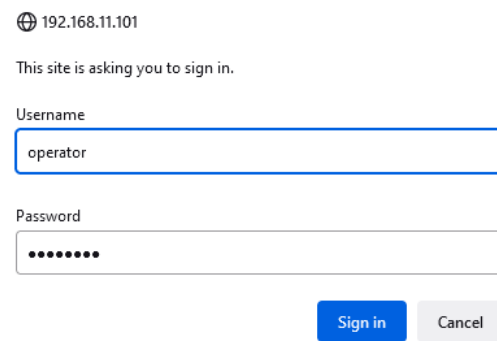 192.168.11.101
This site is asking you to sign in.
Username
operator
Password
••••••••
Sign in Cancel